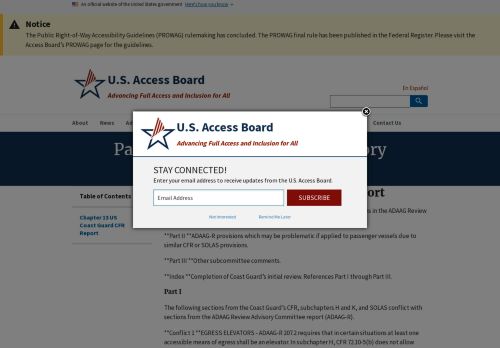 An official website of the United States government Here's how you know
Notice
The Public Right-of-Way Accessibility Guidelines (PROWAG) rulemaking has concluded. The PROWAG final rule has been published in the Federal Register. Please visit the
Access Board's PROWAG page for the guidelines.
U.S. Access Board
Advancing Full Access and Inclusion for All
En Español
About News
Contact Us
U.S. Access Board
Advancing Full Access and Inclusion for All
STAY CONNECTED!
Enter your email address to receive updates from the U.S. Access Board.
Email Address
SUBSCRIBE
Not Interested Remind Me Later
Table of Contents
Chapter 13 US
Coast Guard CFR
Report
in the ADAAG Review
**Part II **ADAAG-R provisions which may be problematic if applied to passenger vessels due to
similar CFR or SOLAS provisions.
**Part III **Other subcommittee comments.
**Index **Completion of Coast Guard's initial review. References Part I through Part III.
Part I
The following sections from the Coast Guard's CFR, subchapters H and K, and SOLAS conflict with
sections from the ADAAG Review Advisory Committee report (ADAAG-R).
**Conflict 1 **EGRESS ELEVATORS - ADAAG-R 207.2 requires that in certain situations at least one
accessible means of egress shall be an elevator. In subchapter H, CFR 72.10-5(b) does not allow